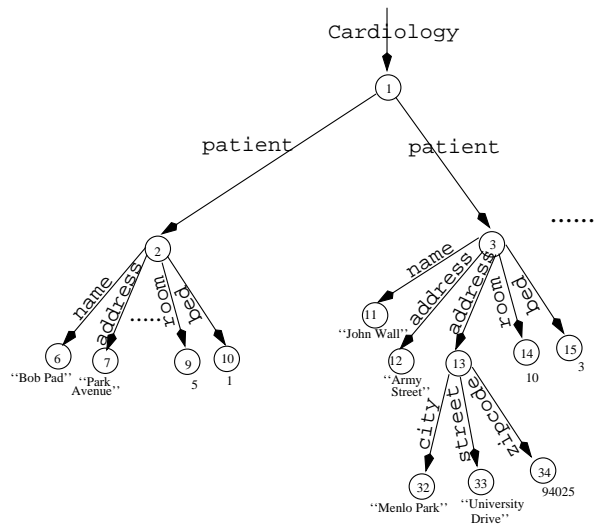 Cardiology
1
patient
patient
......
2
3
name
address
.....
room
bed
name
address
address
room
bed
11
‘‘John Wall’’
6
7
9
10
12
13
14
15
‘‘Bob Pad’’
‘‘Park
Avenue’’
5
1
‘‘Army
Street’’
10
3
city
street
zipcode
32
33
34
‘‘Menlo Park’’
‘‘University
Drive’’
94025